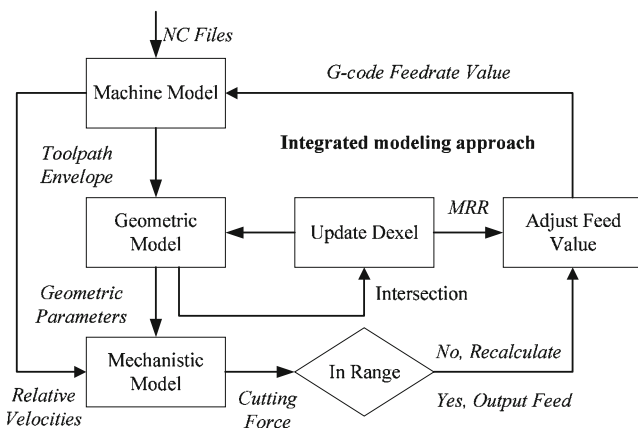 NC Files
Machine Model
G-code Feedrate Value
Toolpath
Envelope
Integrated modeling approach
Geometric
Model
Update Dexel
MRR
Adjust Feed
Value
Geometric
Parameters
Intersection
Mechanistic
Model
In Range
No, Recalculate
Yes, Output Feed
Relative
Velocities
Cutting
Force